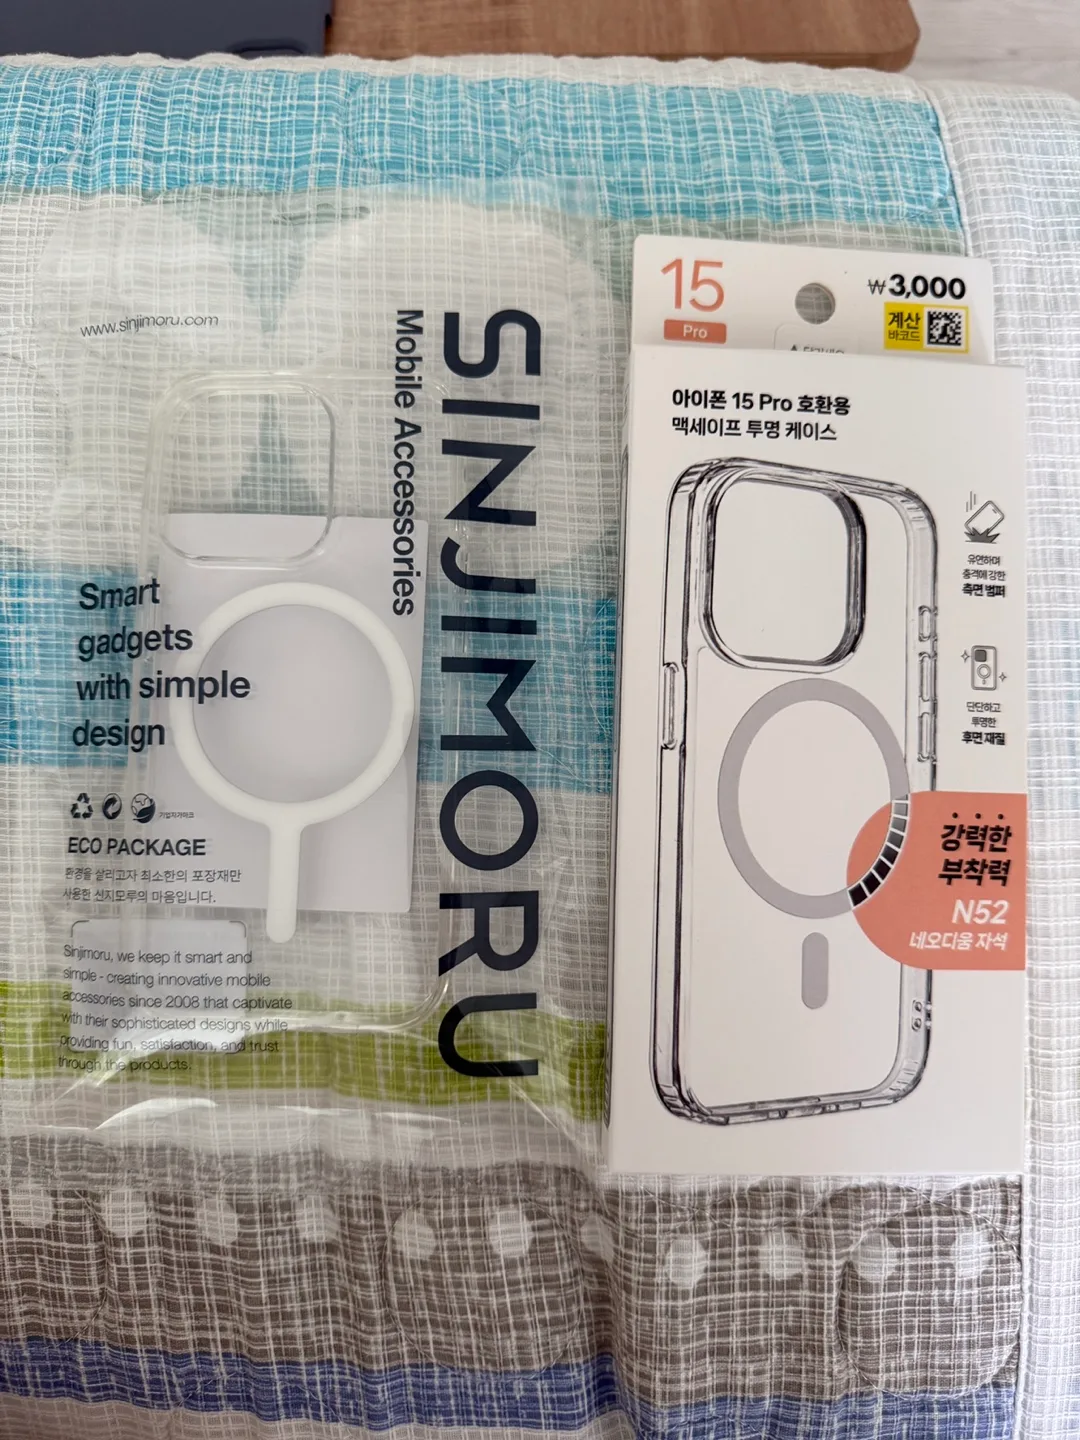 www.sinjimoru.com
SINJIMORU
Mobile Accessories
Smart
gadgets
with simple
design
기업자가마크
ECO PACKAGE
환경을 살리고자 최소한의 포장재만
사용한 신지모루의 마음입니다.
Sinjimoru, we keep it smart and
simple - creating innovative mobile
accessories since 2008 that captivate
with their sophisticated designs while
providing fun, satisfaction, and trust
through the products.
15
Pro
₩3,000
계산
바코드
아이폰 15 Pro 호환용
맥세이프 투명 케이스
유연하며
충격에 강한
측면 범퍼
단단하고
투명한
후면 재질
강력한
부착력
N52
네오디움 자석